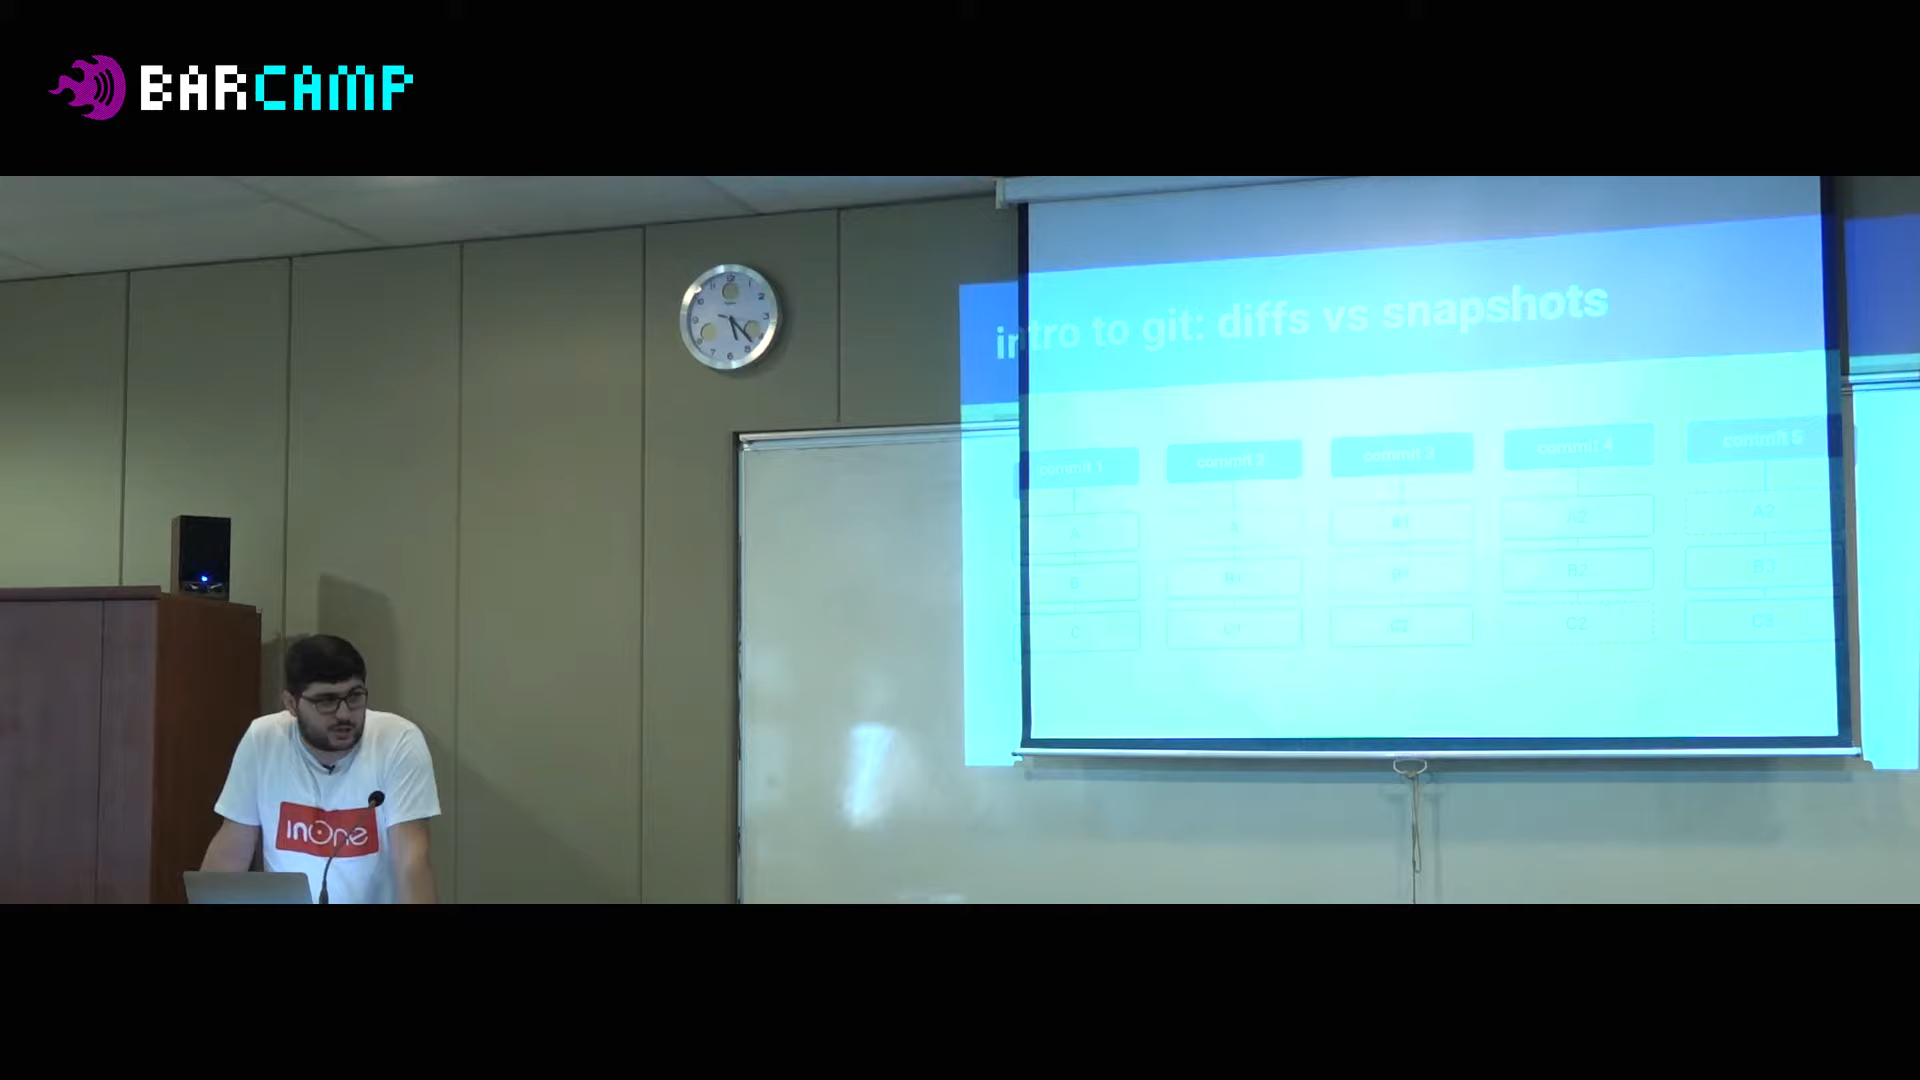 BARCAMP
intro to git: diffs vs snapshots
commit 1 commit 2 commit 3 commit 4 commit 5
A A A1 A2 A2
B B1 B1 B2 B3
C C1 C2 C2 C3
inOne